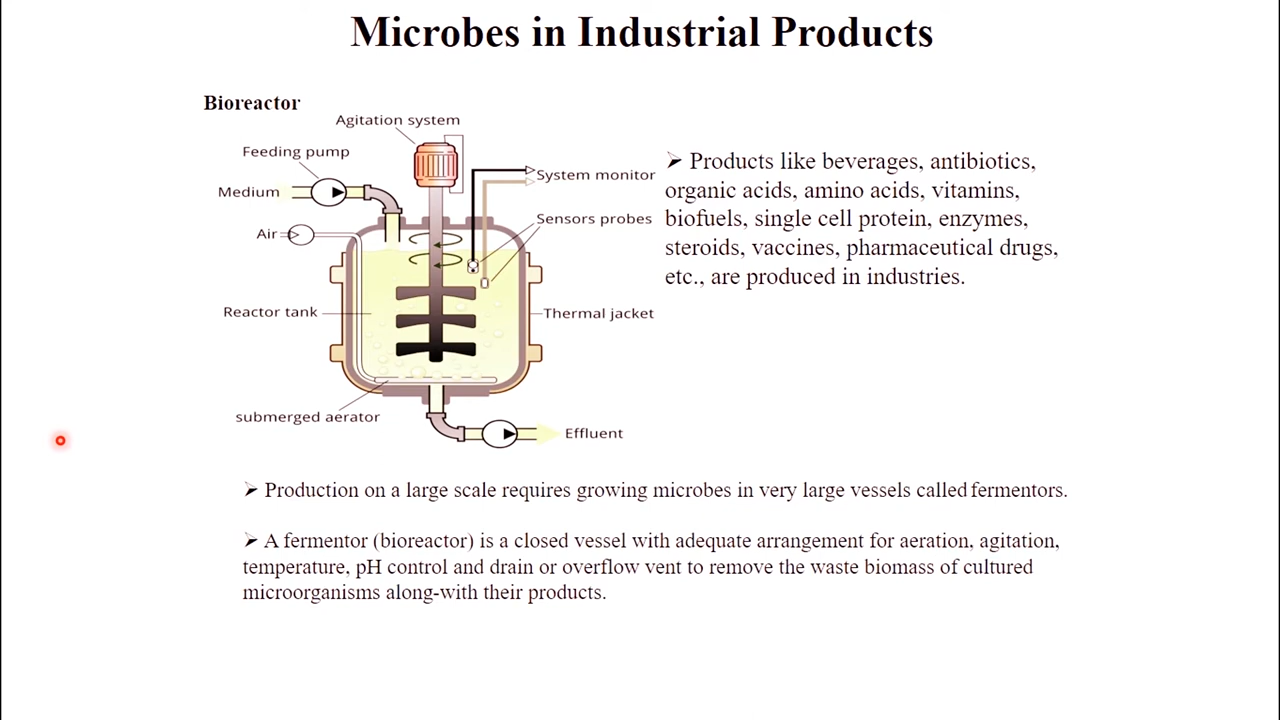 Microbes in Industrial Products
Bioreactor
Agitation system
Feeding pump
Medium
Air
System monitor
Sensors probes
Reactor tank
Thermal jacket
submerged aerator
Effluent
➢ Products like beverages, antibiotics,
organic acids, amino acids, vitamins,
biofuels, single cell protein, enzymes,
steroids, vaccines, pharmaceutical drugs,
etc., are produced in industries.
➢ Production on a large scale requires growing microbes in very large vessels called fermentors.
➢ A fermentor (bioreactor) is a closed vessel with adequate arrangement for aeration, agitation,
temperature, pH control and drain or overflow vent to remove the waste biomass of cultured
microorganisms along-with their products.